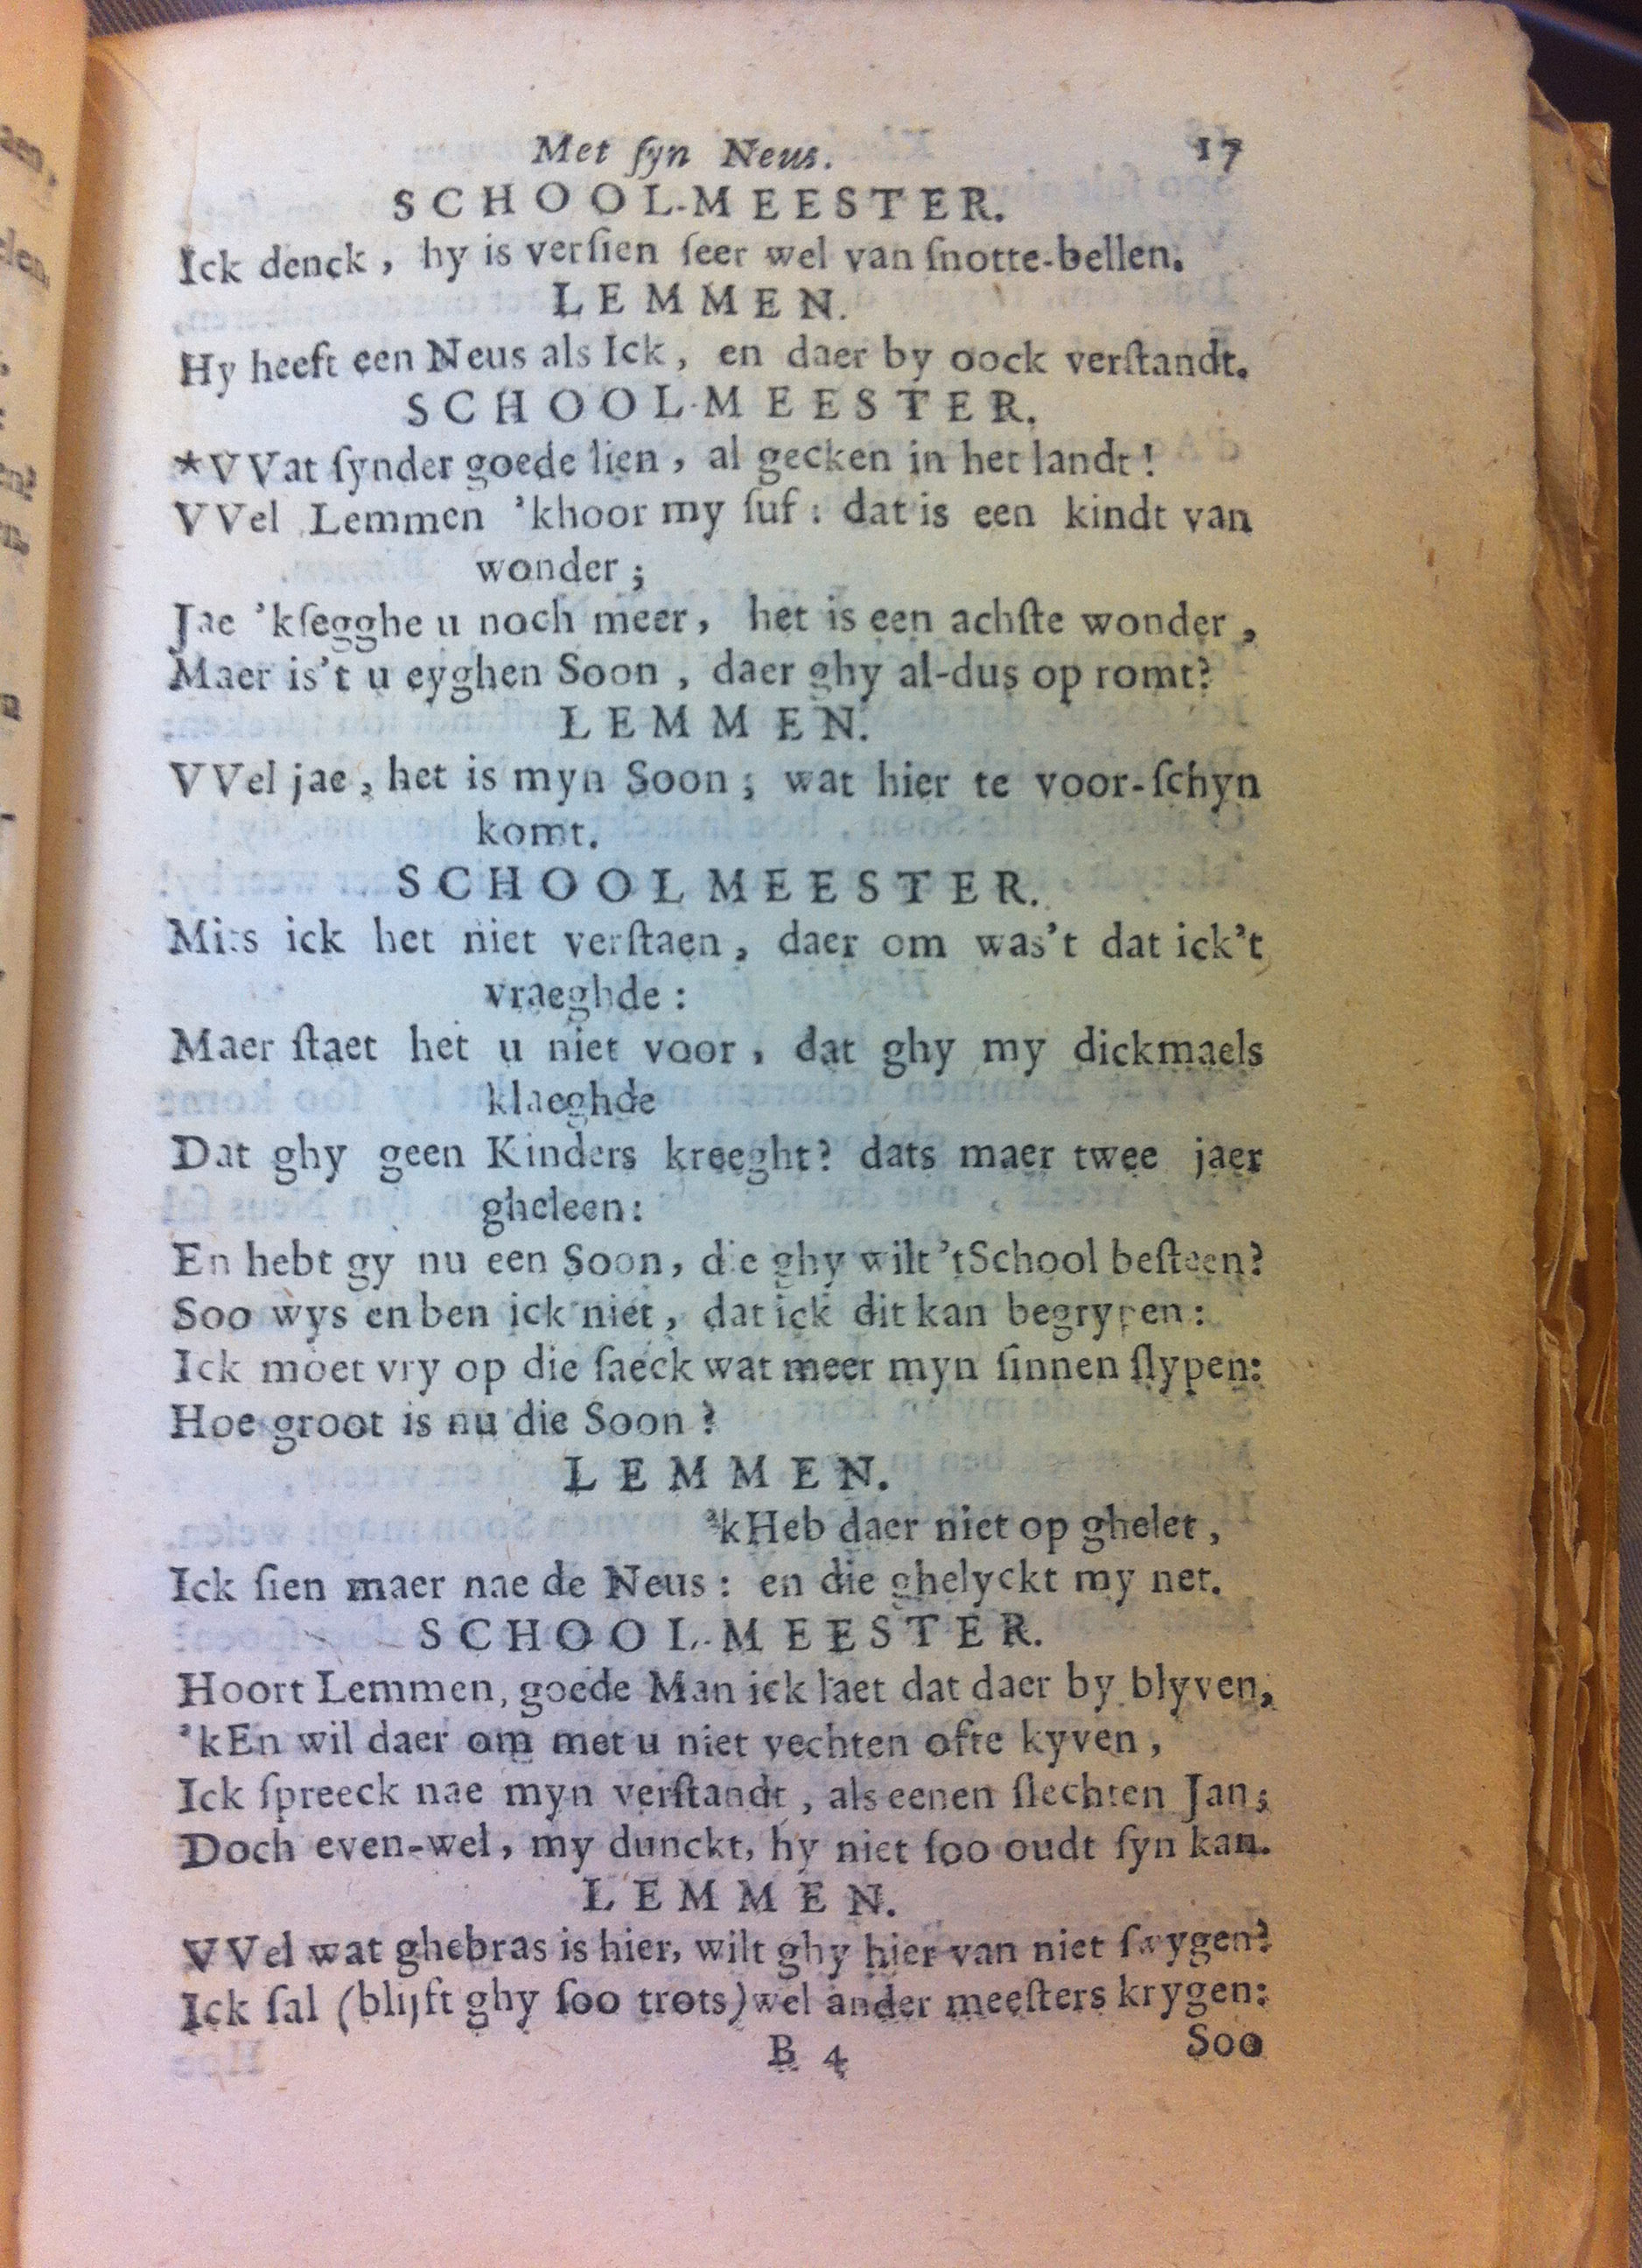 Met ſyn Neus. 17
SCHOOL-MEESTER.
Ick denck, hy is verſien ſeer wel van ſnotte-bellen.
LEMMEN.
Hy heeft een Neus als Ick, en daer by oock verſtandt.
SCHOOL-MEESTER.
*VVat ſynder goede lien, al gecken in het landt!
VVel Lemmen 'khoor my ſuf: dat is een kindt van
wonder;
Jae 'kſegghe u noch meer, het is een achſte wonder,
Maer is't u eyghen Soon, daer ghy al-dus op romt?
LEMMEN.
VVel jae, het is myn Soon; wat hier te voor-ſchyn
komt.
SCHOOLMEESTER.
Mits ick het niet verſtaen, daer om was't dat ick't
vraeghde:
Maer ſtaet het u niet voor, dat ghy my dickmaels
klaeghde
Dat ghy geen Kinders kreeght? dats maer twee jaer
gheleen:
En hebt gy nu een Soon, die ghy wilt 'tSchool beſteen?
Soo wys en ben ick niet, dat ick dit kan begrypen:
Ick moet vry op die ſaeck wat meer myn ſinnen ſlypen:
Hoe groot is nu die Soon?
LEMMEN.
'kHeb daer niet op ghelet,
Ick ſien maer nae de Neus: en die ghelyckt my net.
SCHOOL-MEESTER.
Hoort Lemmen, goede Man ick laet dat daer by blyven,
'kEn wil daer om met u niet vechten ofte kyven,
Ick ſpreeck nae myn verſtandt, als eenen ſlechten Jan;
Doch even-wel, my dunckt, hy niet ſoo oudt ſyn kan.
LEMMEN.
VVel wat ghebras is hier, wilt ghy hier van niet ſwygen?
Ick ſal (blijft ghy ſoo trots) wel ander meeſters krygen:
B 4 Soo